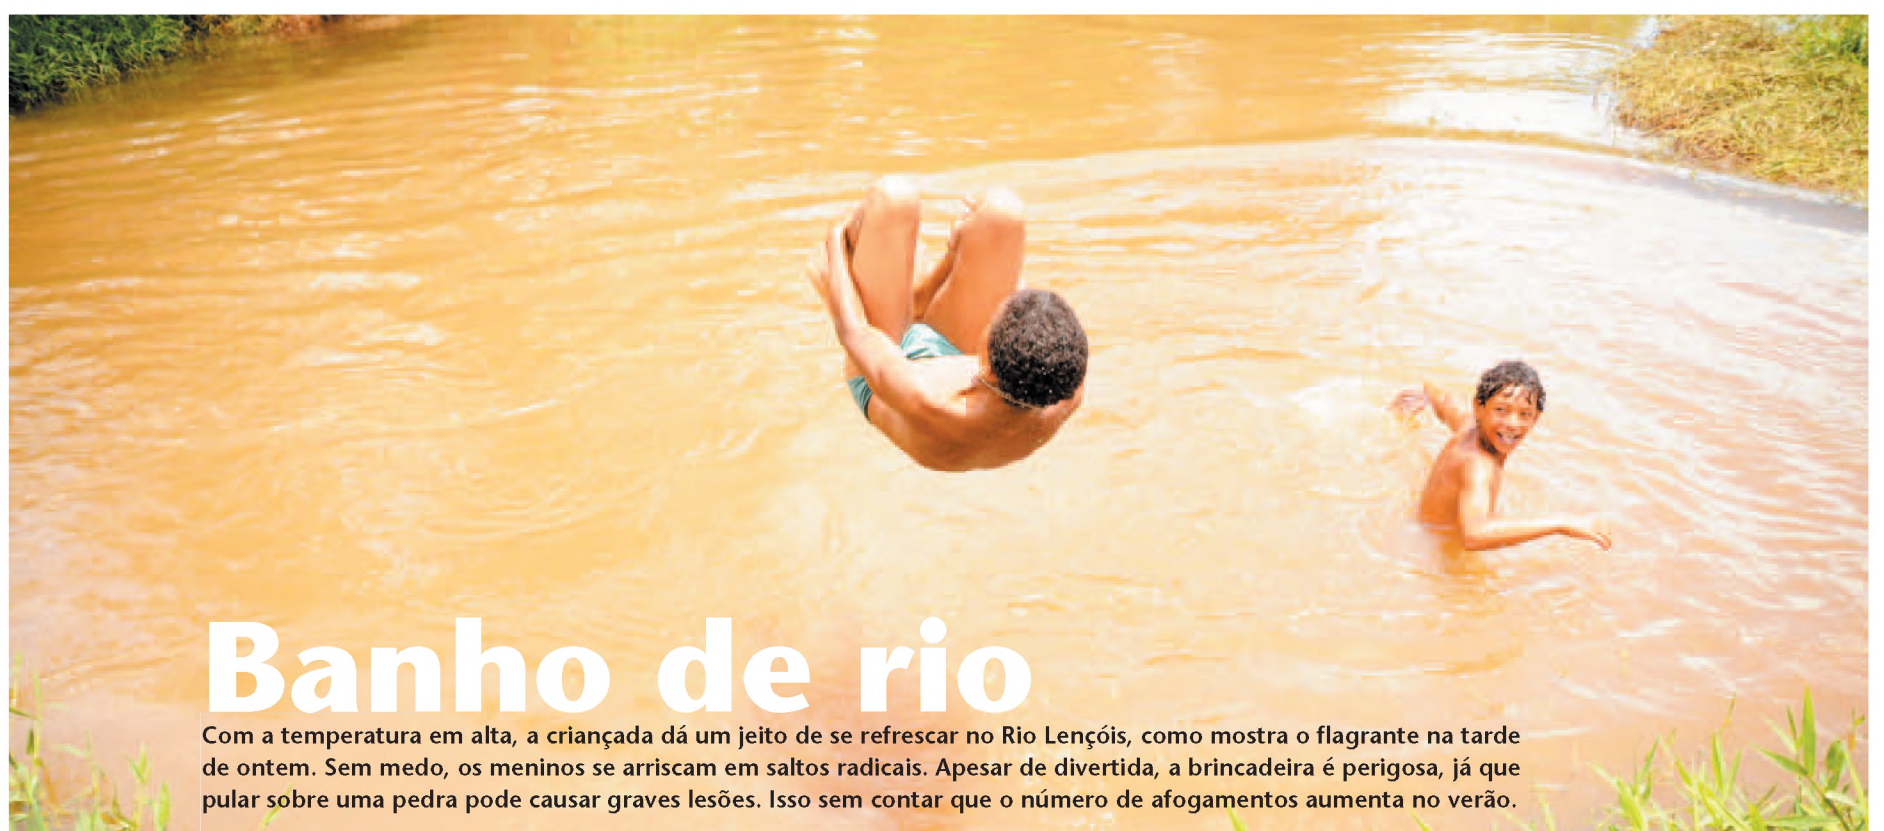 Banho de rio
Com a temperatura em alta, a criançada dá um jeito de se refrescar no Rio Lençóis, como mostra o flagrante na tarde
de ontem. Sem medo, os meninos se arriscam em saltos radicais. Apesar de divertida, a brincadeira é perigosa, já que
pular sobre uma pedra pode causar graves lesões. Isso sem contar que o número de afogamentos aumenta no verão.